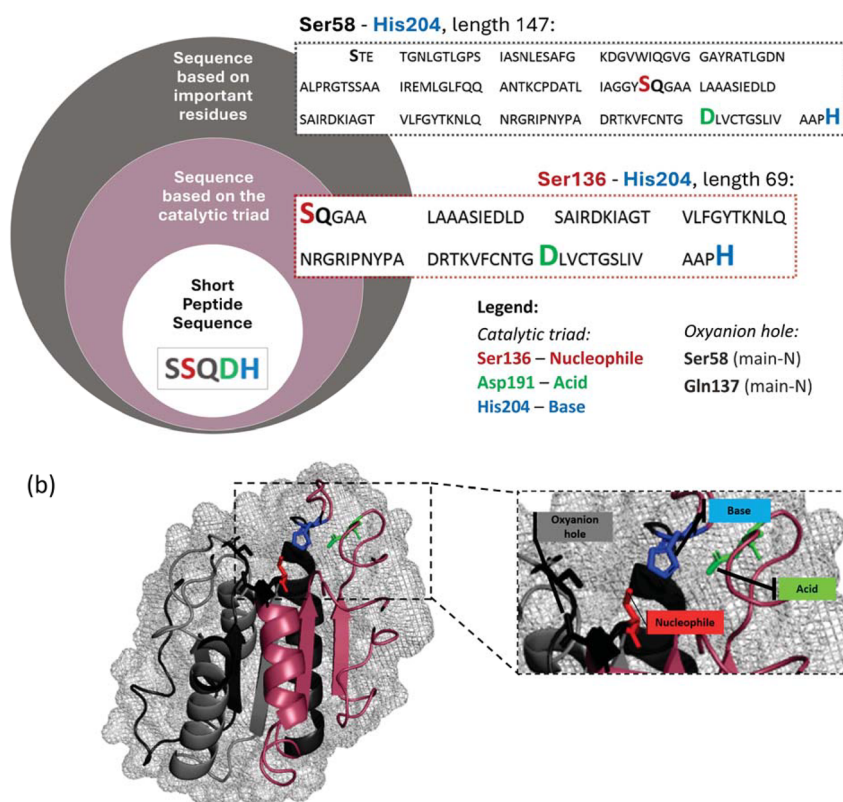 Ser58 - His204, length 147:
STE TGNLGTLGPS IASNLESAFG KDGVWIQGVG GAYRATLGDN
ALPRGTSSAA IREMLGLFQQ ANTKCPDATL IAGGYSQGAA LAAASIEDLD
SAIRDKIAGT VLFGYTKNLQ NRGRIPNYPA DRTKVFCNTG DLVCTGSLIV AAPH
Sequence
based on
important
residues
Sequence
based on the
catalytic triad
Short
Peptide
Sequence
SSQDH
Ser136 - His204, length 69:
SQGAA LAAASIEDLD SAIRDKIAGT VLFGYTKNLQ
NRGRIPNYPA DRTKVFCNTG DLVCTGSLIV AAPH
Legend:
Catalytic triad:
Ser136 – Nucleophile
Asp191 – Acid
His204 – Base
Oxyanion hole:
Ser58 (main-N)
Gln137 (main-N)
(b)
Oxyanion
hole
Base
Acid
Nucleophile